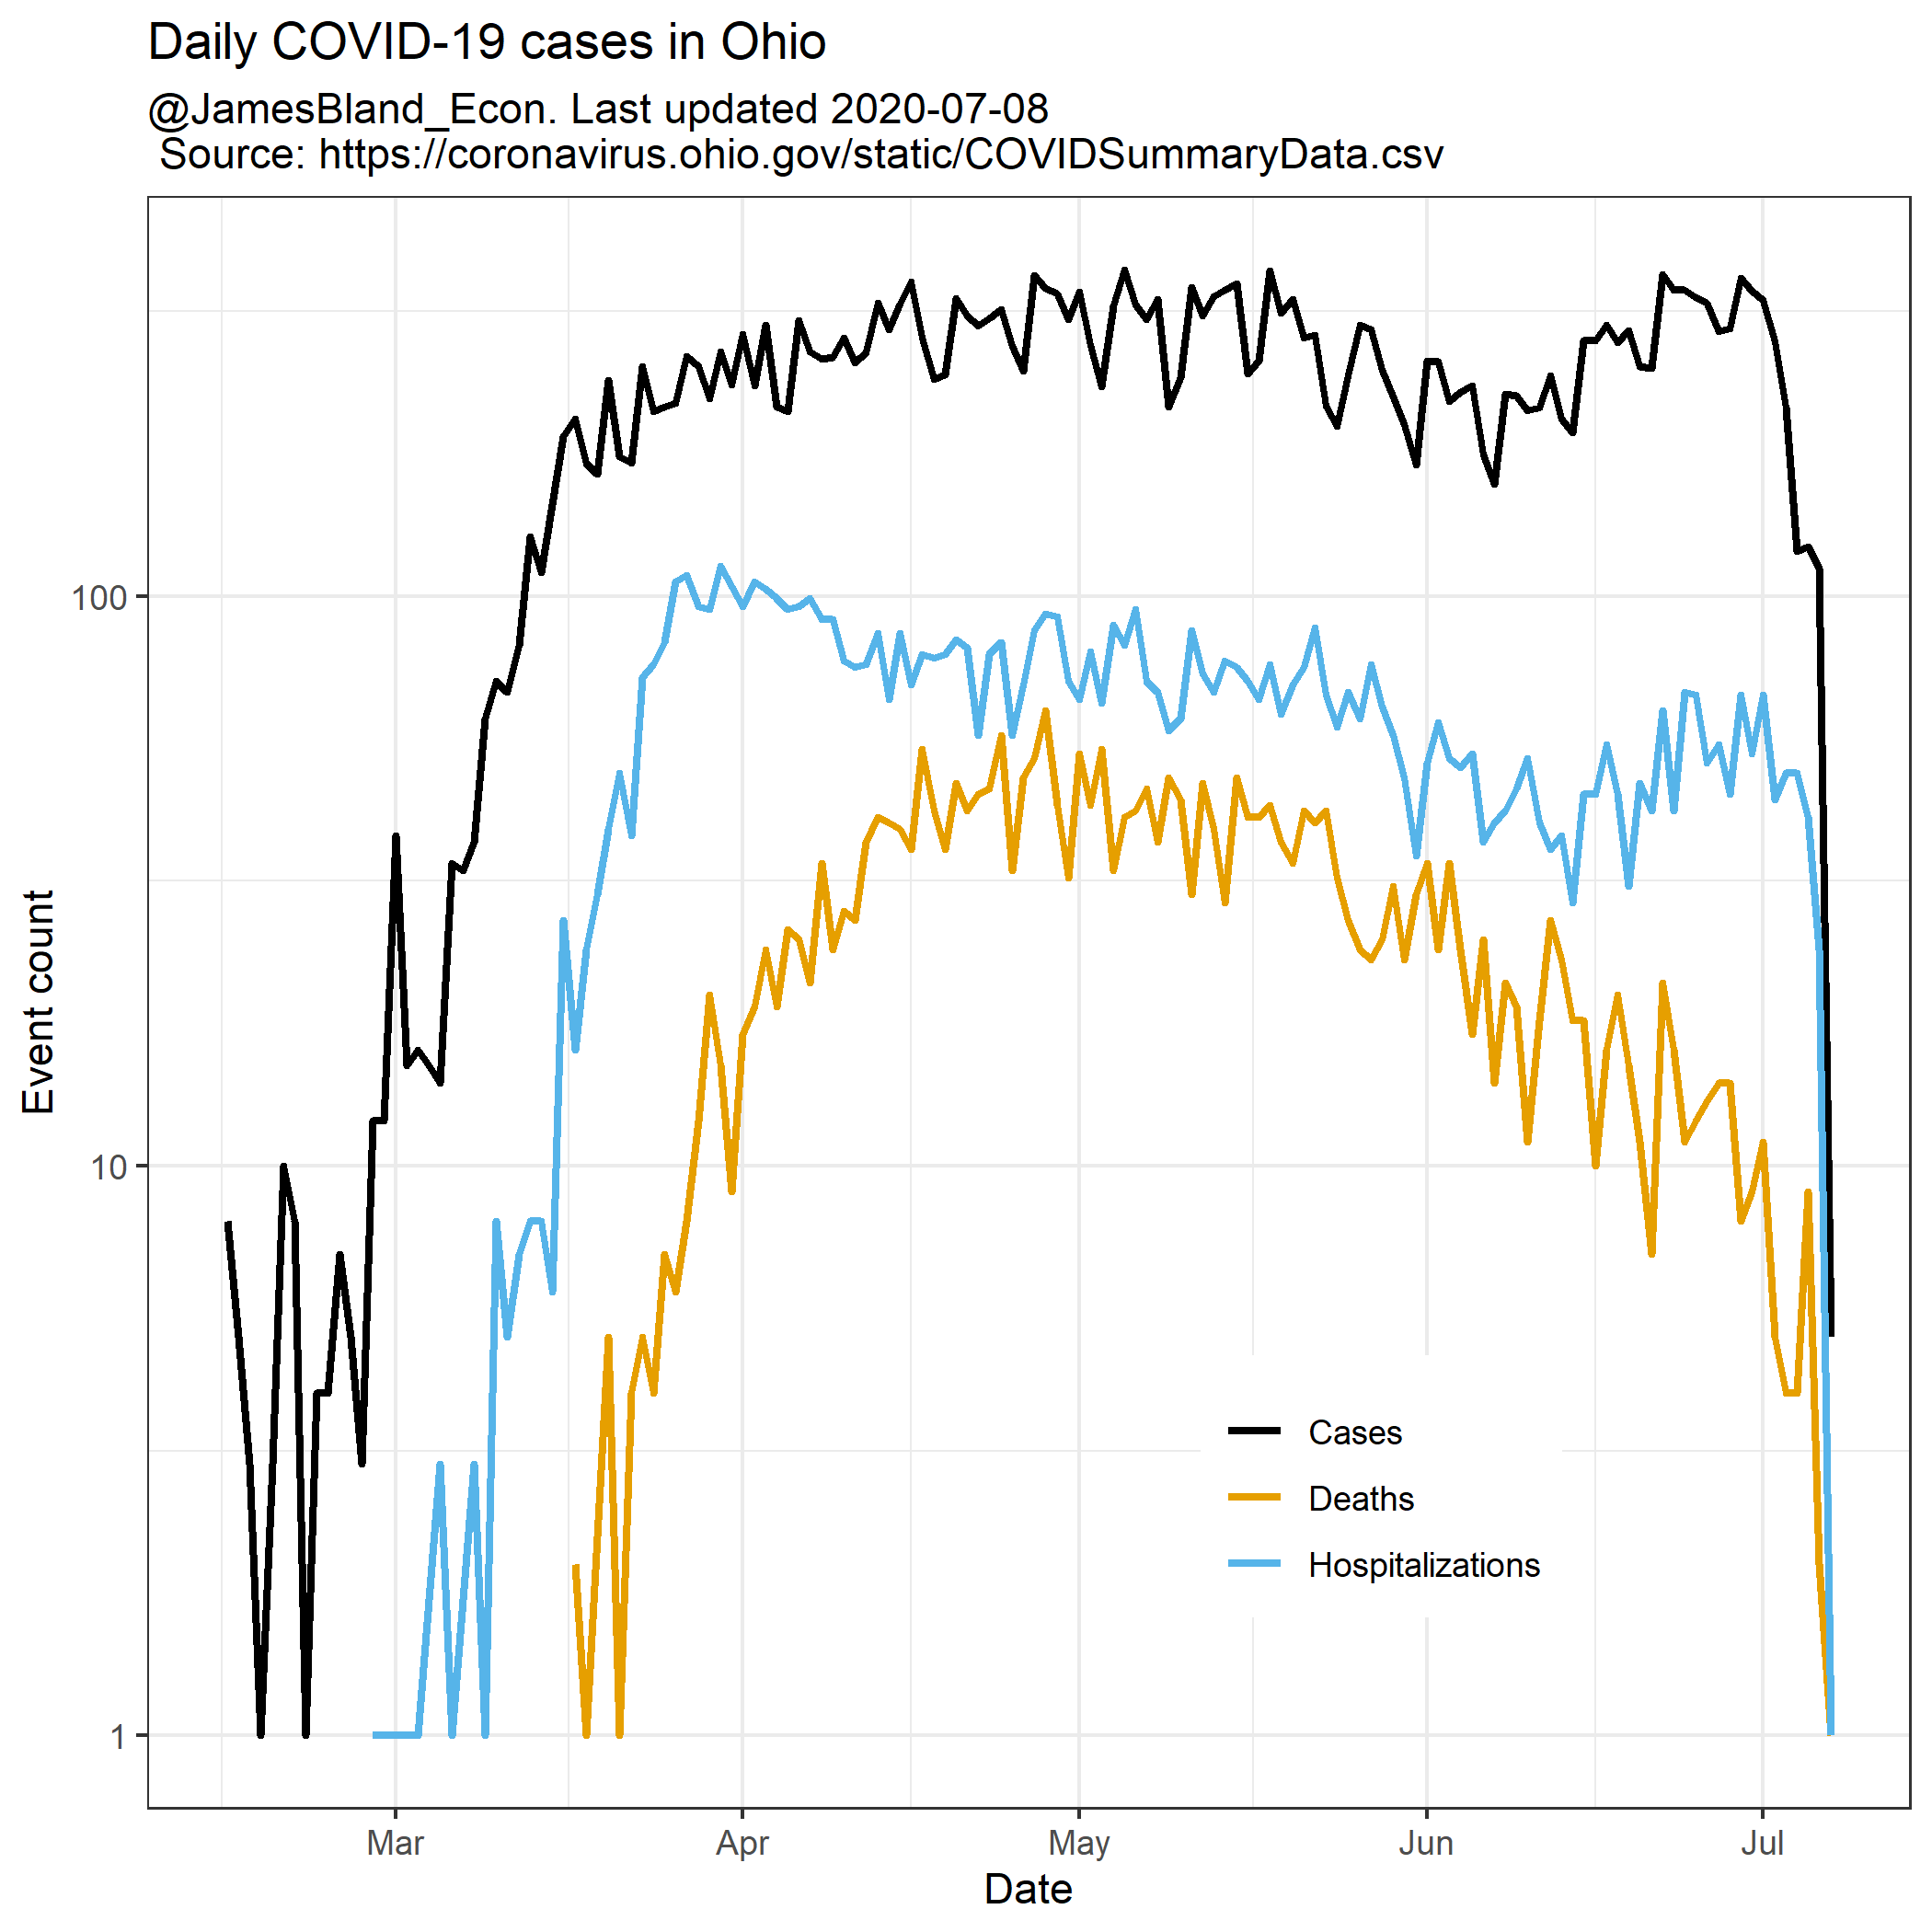 Daily COVID-19 cases in Ohio
@JamesBland_Econ. Last updated 2020-07-08
Source: https://coronavirus.ohio.gov/static/COVIDSummaryData.csv
Event count
100
10
1
Cases
Deaths
Hospitalizations
Mar
Apr
May
Jun
Jul
Date